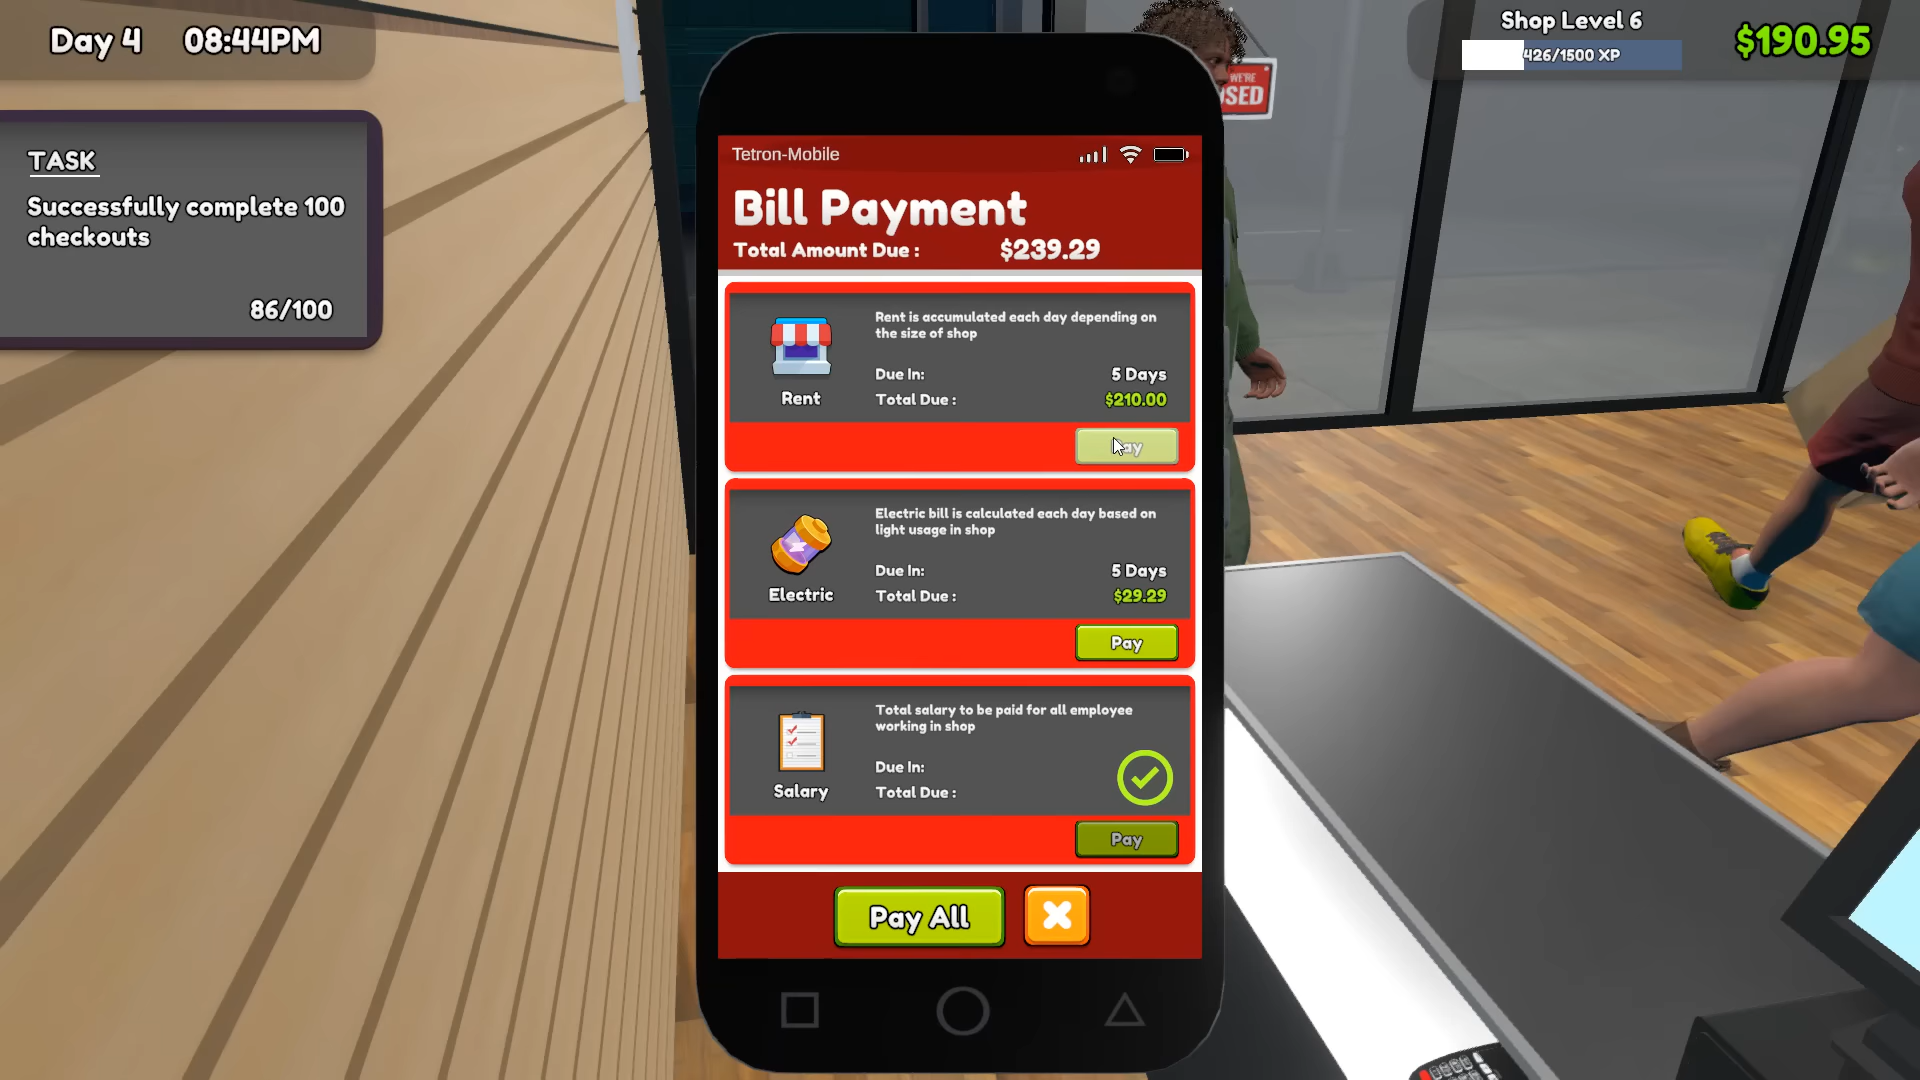 Day 4 08:44PM
Shop Level 6
426/1500 XP
$190.95
TASK
Successfully complete 100
checkouts
86/100
WE'RE
Tetron-Mobile
Bill Payment
Total Amount Due : $239.29
Rent is accumulated each day depending on
the size of shop
Due In: 5 Days
Total Due : $210.00
Rent
Electric bill is calculated each day based on
light usage in shop
Due In: 5 Days
Total Due : $29.29
Electric
Pay
Total salary to be paid for all employee
working in shop
Due In:
Total Due :
Salary
Pay
Pay All